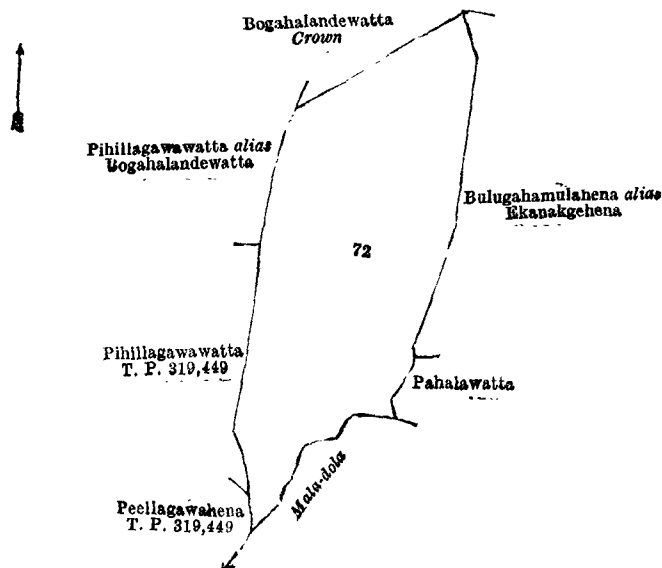 Bogahalandewatta
Crown
Pihillagawawatta alias
Bogahalandewatta
Bulugahamulahena alias
Ekanakgehena
72
Pihillagawawatta
T. P. 319,449
Pahalawatta
Mala-dola
Peellagawahena
T. P. 319,449